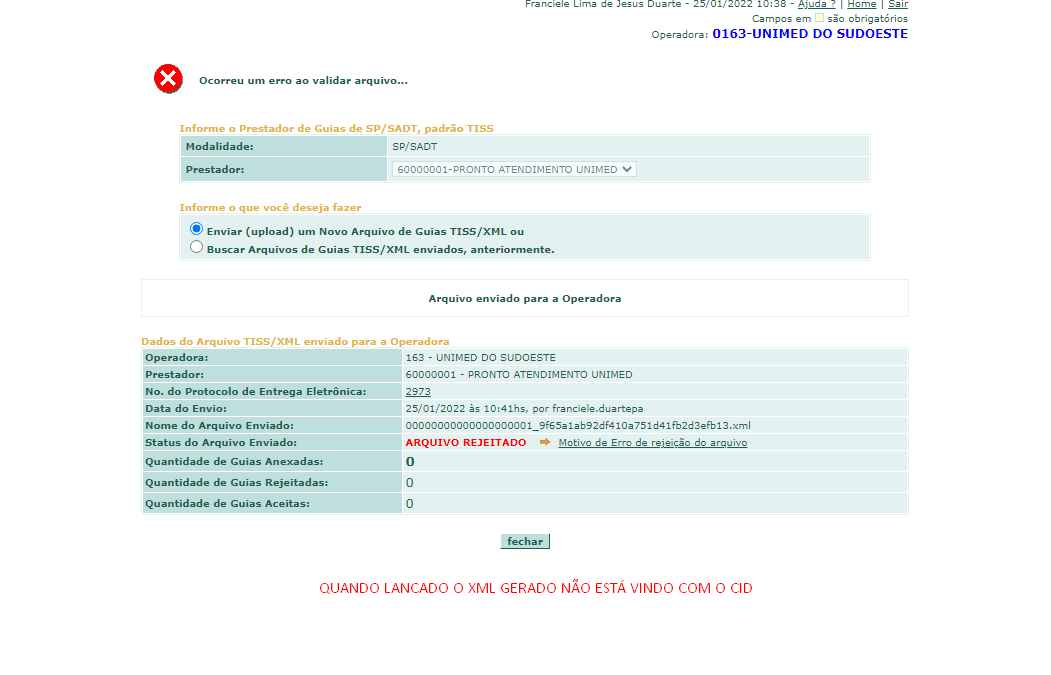 Franciele Lima de Jesus Duarte - 25/01/2022 10:38 - Ajuda ? | Home | Sair
Campos em são obrigatórios
Operadora: 0163-UNIMED DO SUDOESTE
Ocorreu um erro ao validar arquivo...
Informe o Prestador de Guias de SP/SADT, padrão TISS
Modalidade: SP/SADT
Prestador: 60000001-PRONTO ATENDIMENTO UNIMED
Informe o que você deseja fazer
Enviar (upload) um Novo Arquivo de Guias TISS/XML ou
Buscar Arquivos de Guias TISS/XML enviados, anteriormente.
Arquivo enviado para a Operadora
Dados do Arquivo TISS/XML enviado para a Operadora
Operadora: 163 - UNIMED DO SUDOESTE
Prestador: 60000001 - PRONTO ATENDIMENTO UNIMED
No. do Protocolo de Entrega Eletrônica: 2973
Data do Envio: 25/01/2022 às 10:41hs, por franciele.duartepa
Nome do Arquivo Enviado: 00000000000000000001_9f65a1ab92df410a751d41fb2d3efb13.xml
Status do Arquivo Enviado: ARQUIVO REJEITADO Motivo de Erro de rejeição do arquivo
Quantidade de Guias Anexadas: 0
Quantidade de Guias Rejeitadas: 0
Quantidade de Guias Aceitas: 0
fechar
QUANDO LANCADO O XML GERADO NÃO ESTÁ VINDO COM O CID